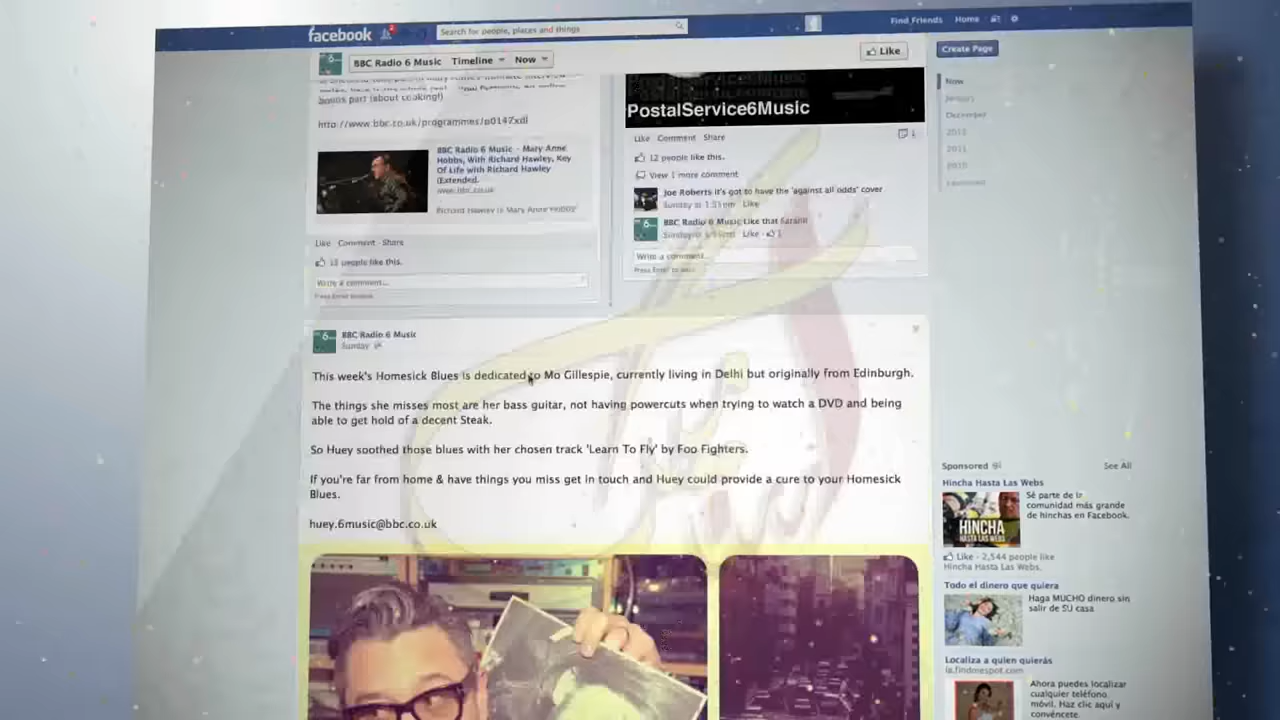 facebook
Search for people, places and things
Find Friends
Home
BBC Radio 6 Music
Timeline
Now
Like
Create Page
Now
January
December
2012
2011
2010
bonus part (about cooking!)
BBC Radio 6 Music - Mary Anne
Hobbs, With Richard Hawley, Key
Of Life with Richard Hawley
(Extended.
www.bbc.co.uk
Like · Comment · Share
people like this.
Write a comment...
PostalService6Music
Like · Comment · Share
1
12 people like this.
View 1 more comment
Joe Roberts it's got to have the 'against all odds' cover
Like
BBC Radio 6 Music Like that
Like · 1
Write a comment...
BBC Radio 6 Music
Sunday
This week's Homesick Blues is dedicated to Mo Gillespie, currently living in Delhi but originally from Edinburgh.
The things she misses most are her bass guitar, not having powercuts when trying to watch a DVD and being
able to get hold of a decent Steak.
So Huey soothed those blues with her chosen track 'Learn To Fly' by Foo Fighters.
If you're far from home & have things you miss get in touch and Huey could provide a cure to your Homesick
Blues.
huey.6music@bbc.co.uk
Sponsored
See All
Hincha Hasta Las Webs
HINCHA
HASTA LAS WEBS
Sé parte de la
comunidad más grande
de hinchas en Facebook.
Like · 2,544 people like
Hincha Hasta Las Webs.
Todo el dinero que quiera
Haga MUCHO dinero sin
salir de SU casa
Localiza a quien quierás
la.findmespot.com
Ahora puedes localizar
cualquier teléfono
móvil. Haz clic aquí y
convéncete.